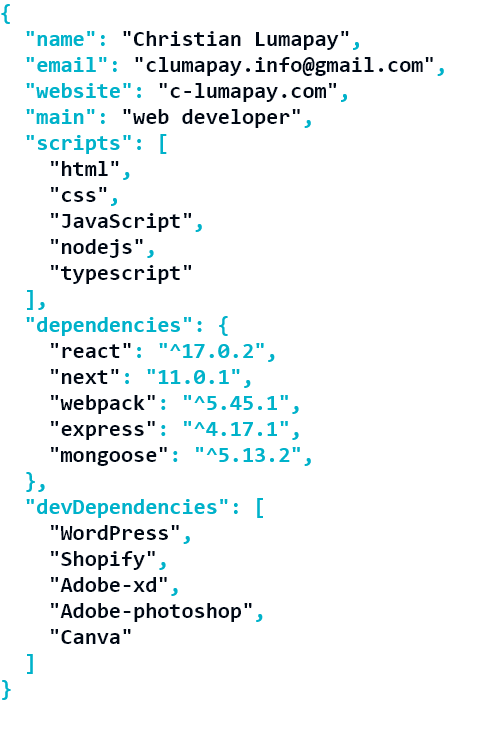 {
  "name": "Christian Lumapay",
  "email": "clumapay.info@gmail.com",
  "website": "c-lumapay.com",
  "main": "web developer",
  "scripts": [
    "html",
    "css",
    "JavaScript",
    "nodejs",
    "typescript"
  ],
  "dependencies": {
    "react": "^17.0.2",
    "next": "11.0.1",
    "webpack": "^5.45.1",
    "express": "^4.17.1",
    "mongoose": "^5.13.2",
  },
  "devDependencies": [
    "WordPress",
    "Shopify",
    "Adobe-xd",
    "Adobe-photoshop",
    "Canva"
  ]
}